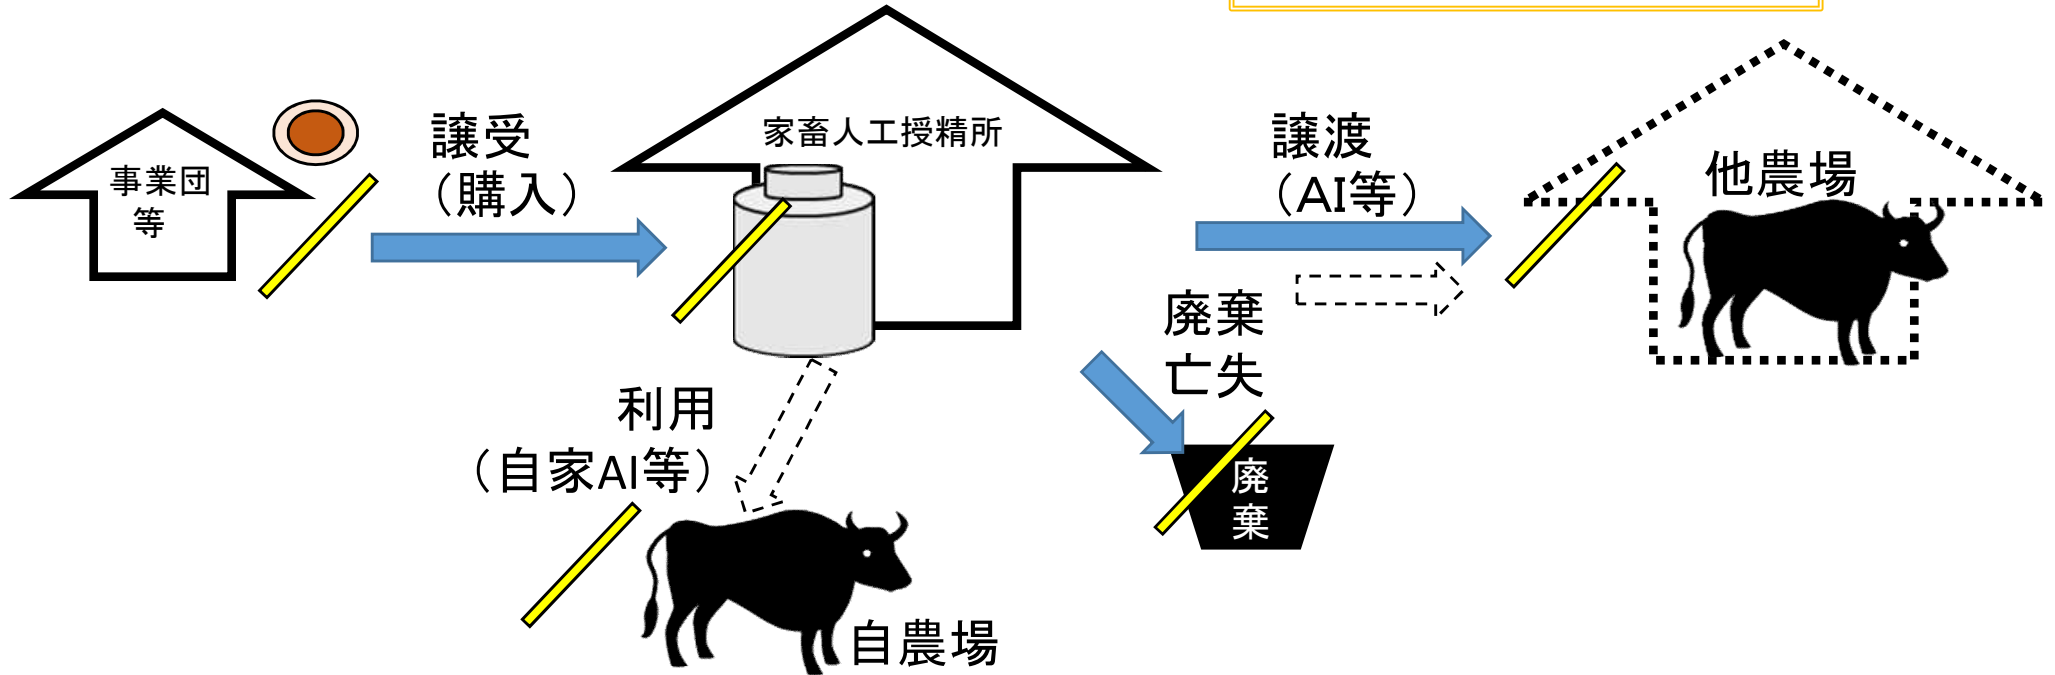 事業団
等
譲受
（購入）
家畜人工授精所
譲渡
（AI等）
他農場
廃棄
亡失
廃
棄
利用
（自家AI等）
自農場